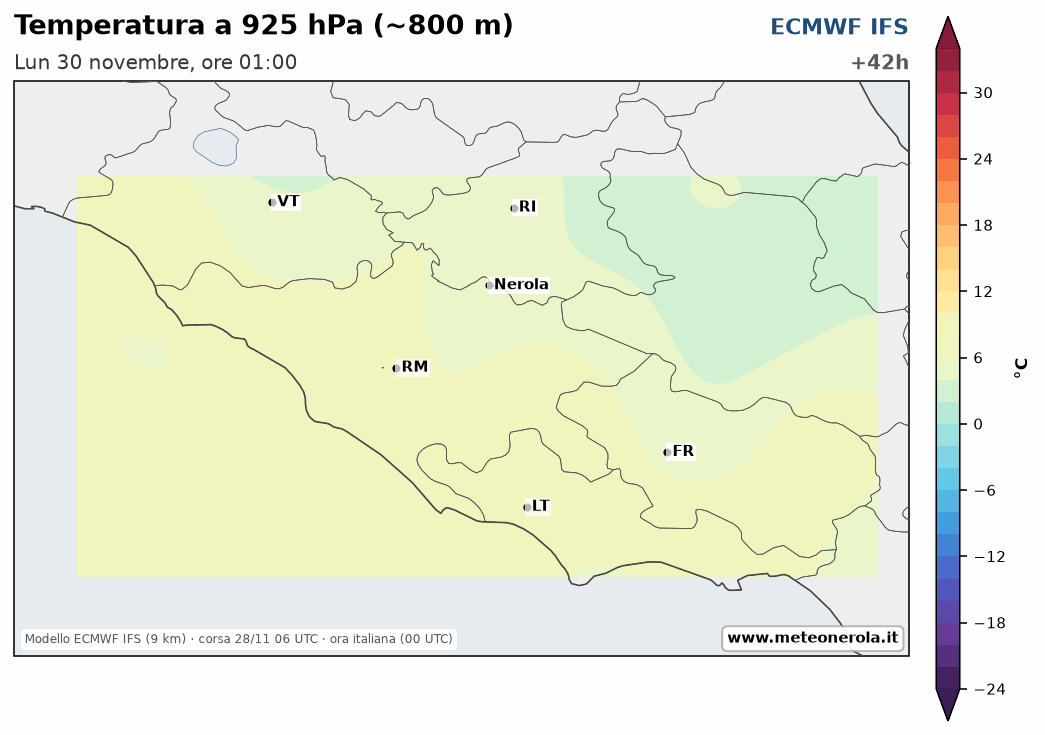 Temperatura a 925 hPa (~800 m)
ECMWF IFS
Lun 30 novembre, ore 01:00
+42h
VT
RI
Nerola
RM
FR
LT
30
24
18
12
6
0
−6
−12
−18
−24
°C
Modello ECMWF IFS (9 km) · corsa 28/11 06 UTC · ora italiana (00 UTC)
www.meteonerola.it